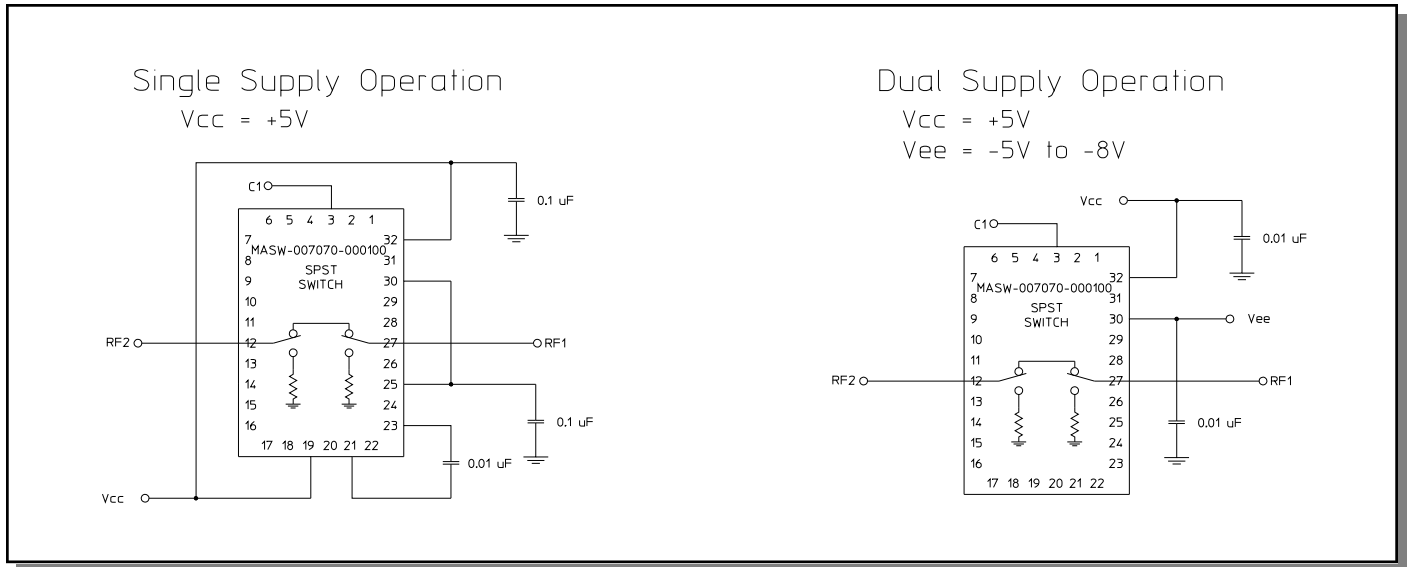 Single Supply Operation
Vcc = +5V
C1
0.1 uF
6 5 4 3 2 1
7
32
MASW-007070-000100
8
31
SPST
9
SWITCH
30
10
29
11
28
RF2
12
27
RF1
13
26
14
25
15
24
0.1 uF
16
23
17 18 19 20 21 22
0.01 uF
Vcc
Dual Supply Operation
Vcc = +5V
Vee = -5V to -8V
Vcc
C1
0.01 uF
6 5 4 3 2 1
7
32
MASW-007070-000100
8
31
SPST
9
SWITCH
30
Vee
10
29
11
28
RF2
12
27
RF1
13
26
14
25
0.01 uF
15
24
16
23
17 18 19 20 21 22